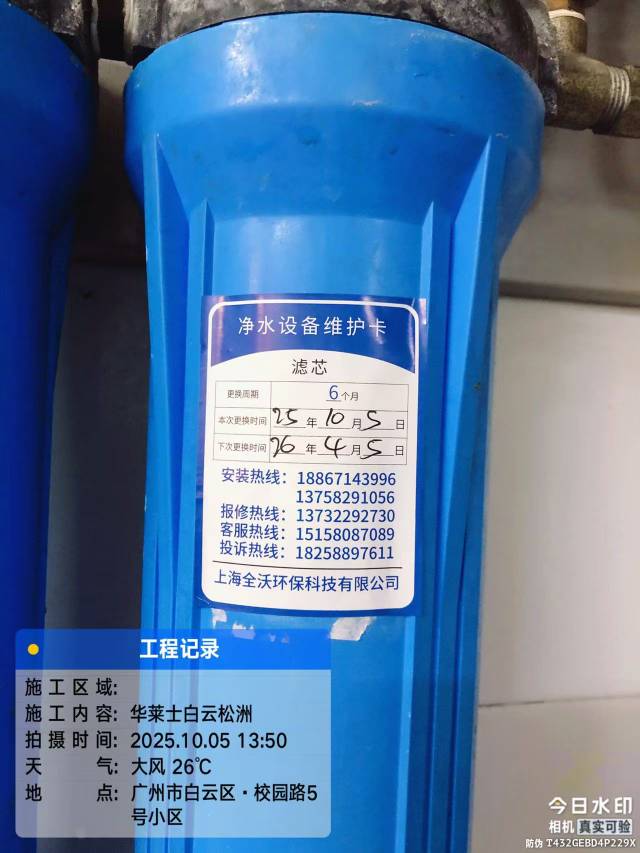 净水设备维护卡
滤芯
更换周期 6个月
本次更换时间 25年10月5日
下次更换时间 26年4月5日
安装热线：18867143996
13758291056
报修热线：13732292730
客服热线：15158087089
投诉热线：18258897611
上海全沃环保科技有限公司
工程记录
施工区域:
施工内容: 华莱士白云松洲
拍摄时间: 2025.10.05 13:50
天气: 大风 26℃
地点: 广州市白云区·校园路5
号小区
今日水印
相机 真实可验
防伪 T432GEBD4P229X